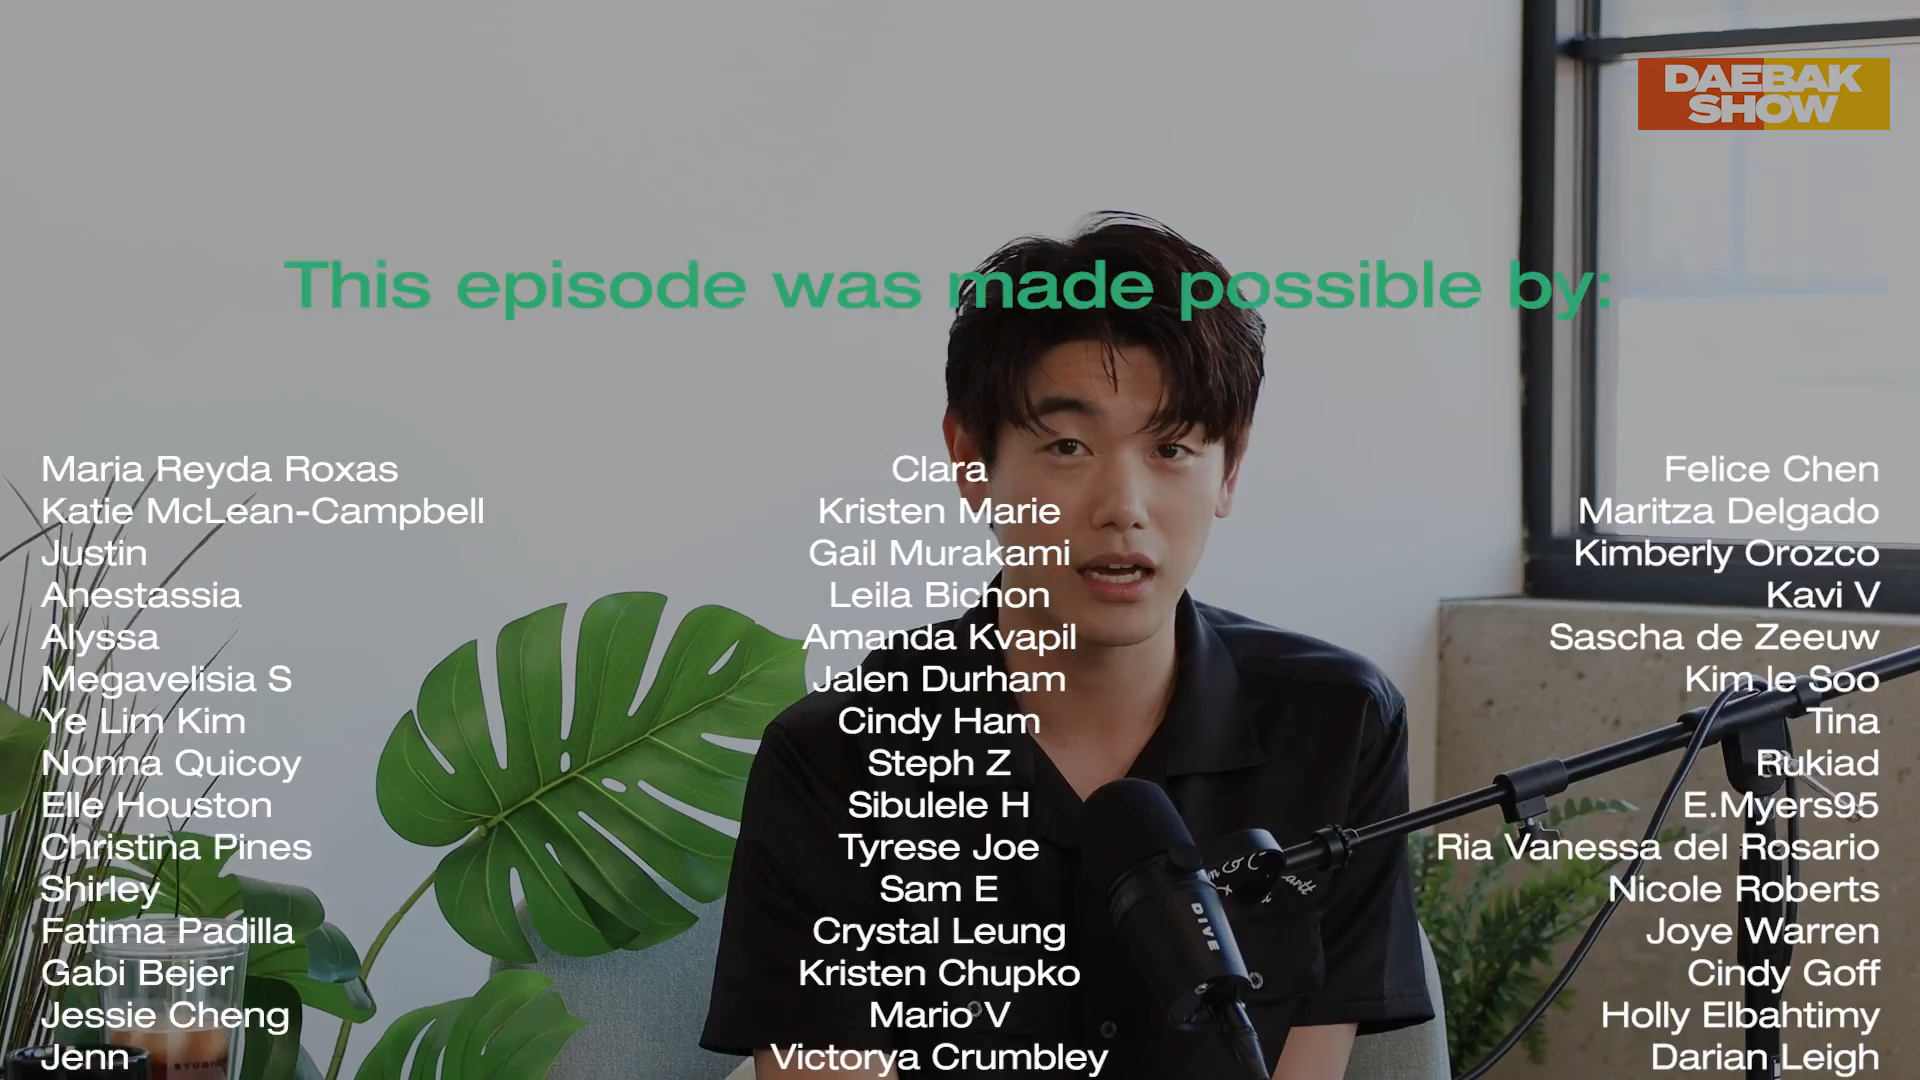 DAEBAK
SHOW
This episode was made possible by:
Maria Reyda Roxas
Katie McLean-Campbell
Justin
Anestassia
Alyssa
Megavelisia S
Ye Lim Kim
Nonna Quicoy
Elle Houston
Christina Pines
Shirley
Fatima Padilla
Gabi Bejer
Jessie Cheng
Jenn
Clara
Kristen Marie
Gail Murakami
Leila Bichon
Amanda Kvapil
Jalen Durham
Cindy Ham
Steph Z
Sibulele H
Tyrese Joe
Sam E
Crystal Leung
Kristen Chupko
Mario V
Victorya Crumbley
Felice Chen
Maritza Delgado
Kimberly Orozco
Kavi V
Sascha de Zeeuw
Kim le Soo
Tina
Rukiad
E.Myers95
Ria Vanessa del Rosario
Nicole Roberts
Joye Warren
Cindy Goff
Holly Elbahtimy
Darian Leigh
DIVE